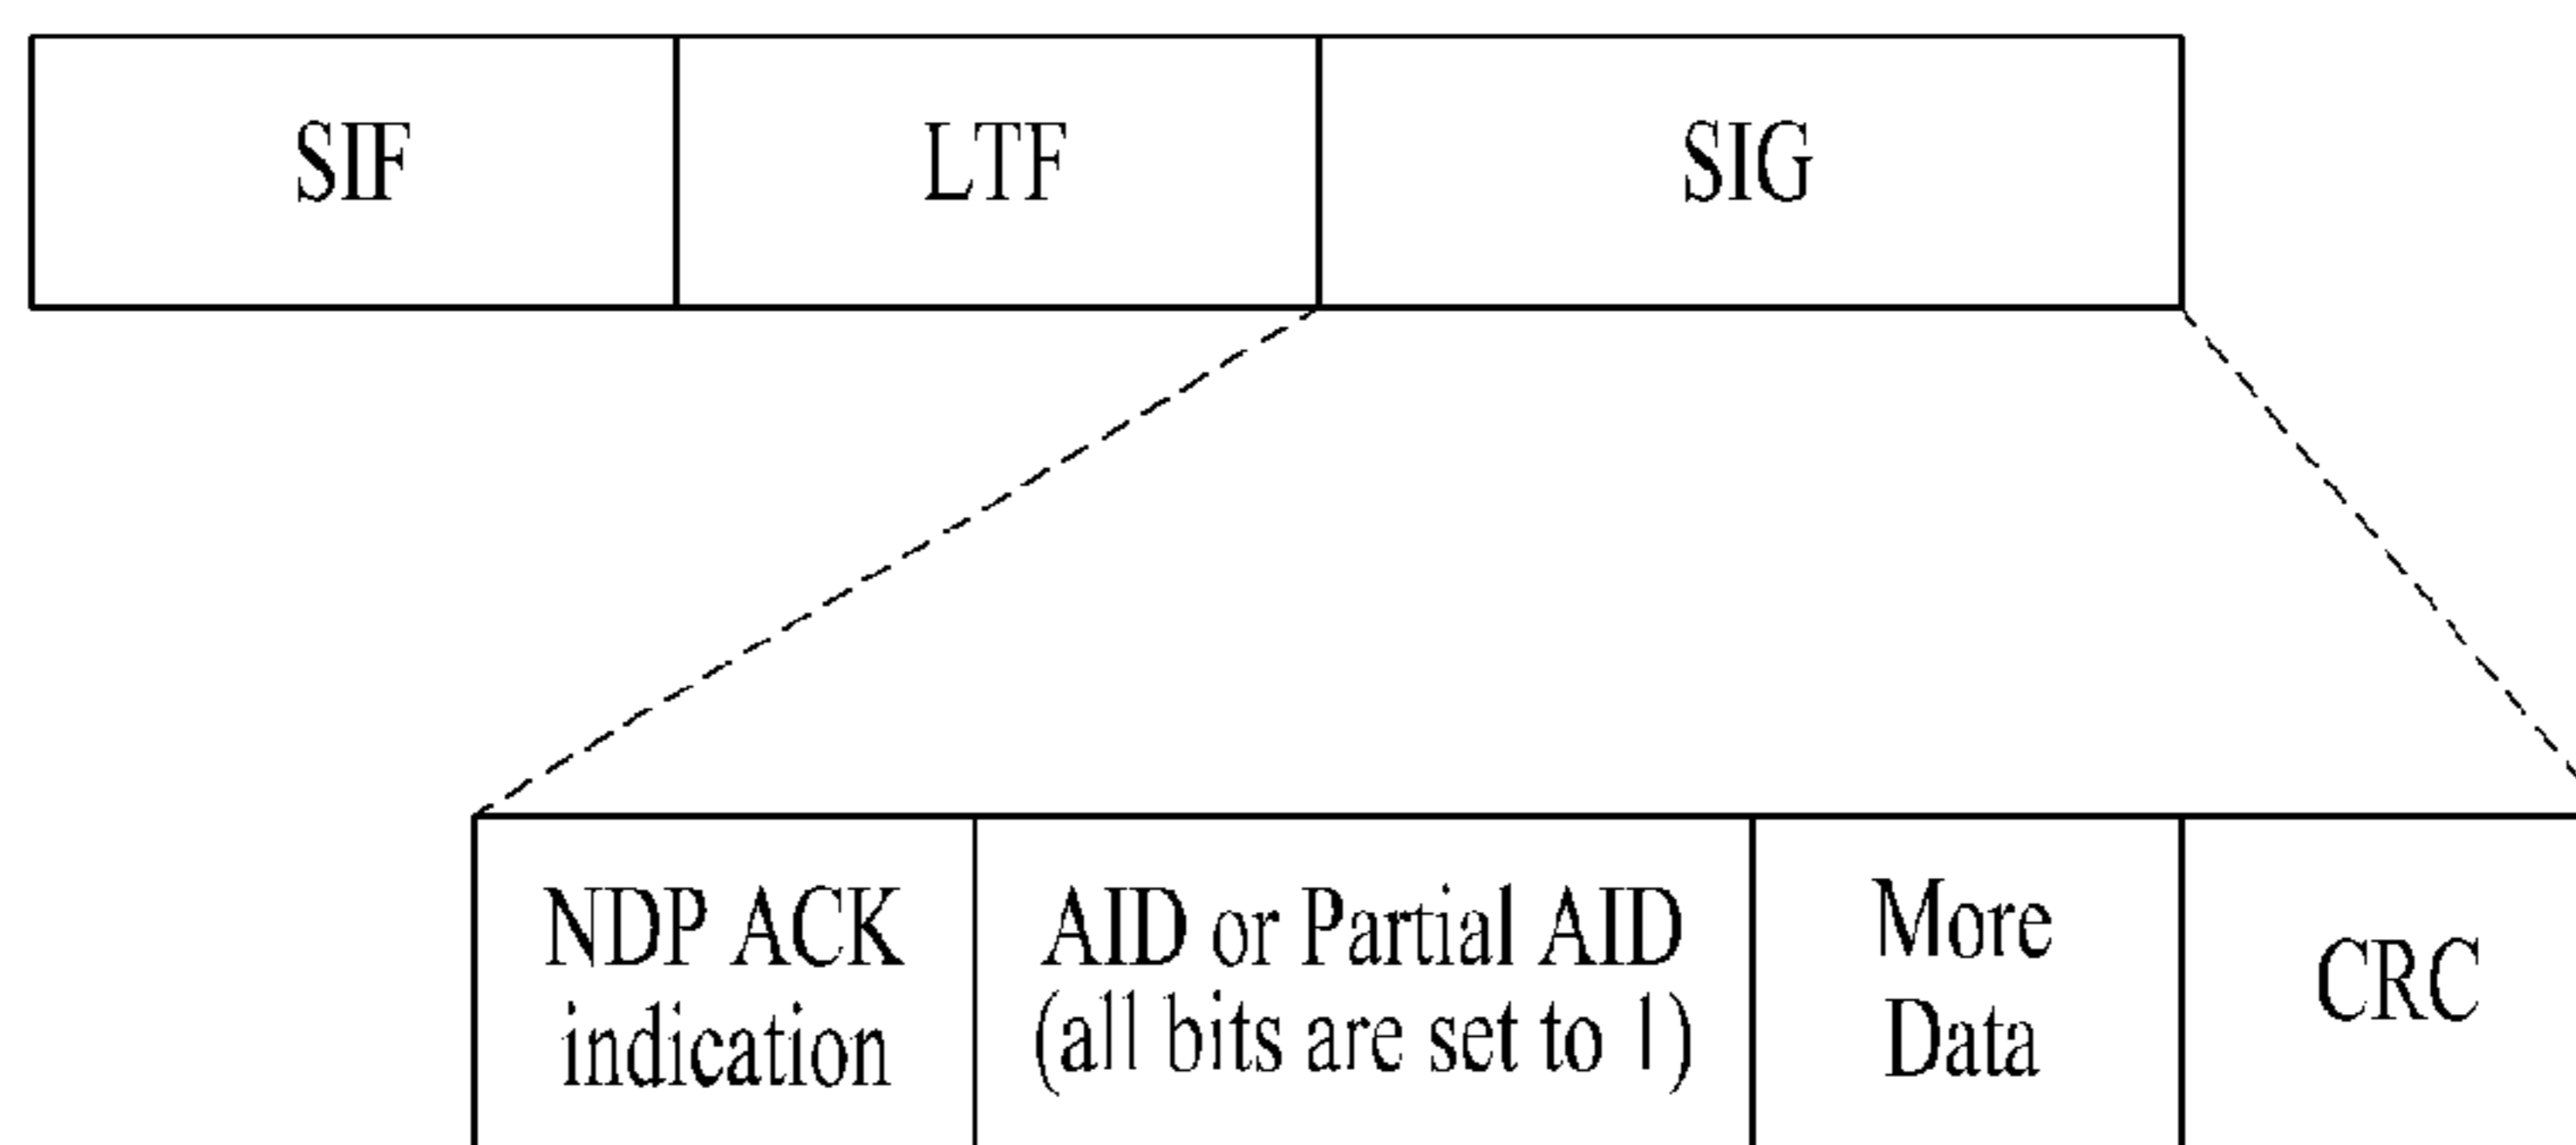 SIF
LTF
SIG
NDP ACK
indication
AID or Partial AID
(all bits are set to 1)
More
Data
CRC